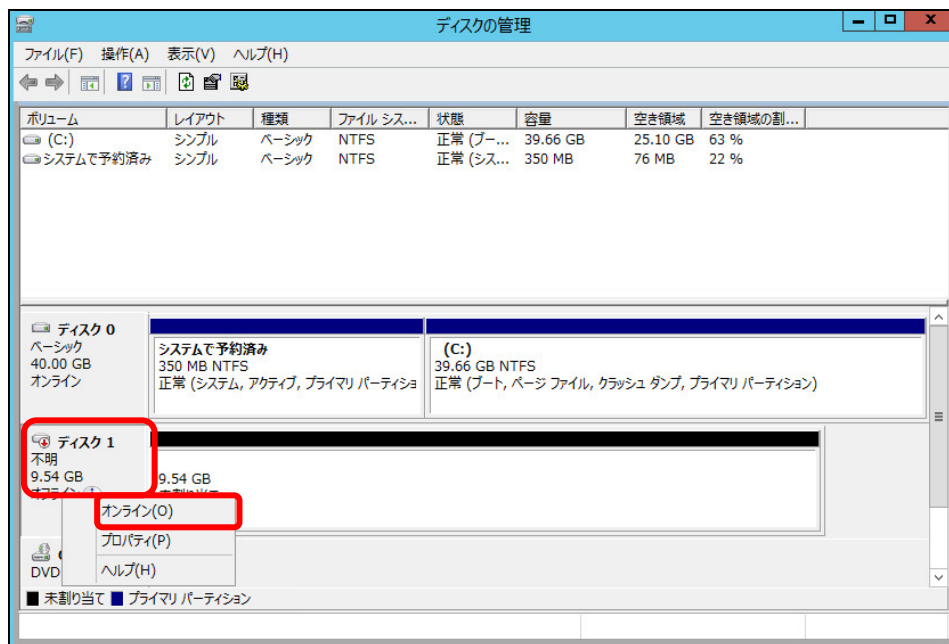 ディスクの管理
ファイル(F) 操作(A) 表示(V) ヘルプ(H)
ボリューム レイアウト 種類 ファイル シス... 状態 容量 空き領域 空き領域の割...
(C:) シンプル ベーシック NTFS 正常 (ブー... 39.66 GB 25.10 GB 63 %
システムで予約済み シンプル ベーシック NTFS 正常 (シス... 350 MB 76 MB 22 %
ディスク 0
ベーシック
40.00 GB
オンライン
システムで予約済み
350 MB NTFS
正常 (システム, アクティブ, プライマリ パーティショ
(C:)
39.66 GB NTFS
正常 (ブート, ページ ファイル, クラッシュ ダンプ, プライマリ パーティション)
ディスク 1
不明
9.54 GB
9.54 GB
オンライン(O)
プロパティ(P)
ヘルプ(H)
DVD
未割り当て プライマリ パーティション